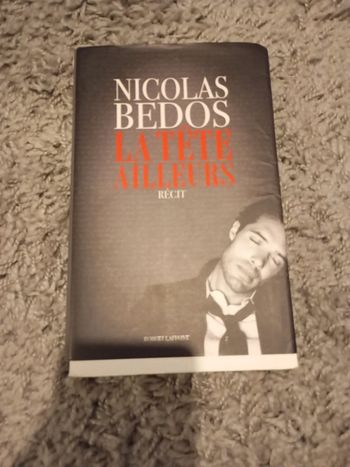 NICOLAS
BEDOS
LA TÊTE
AILLEURS
RÉCIT
ROBERT LAFFONT